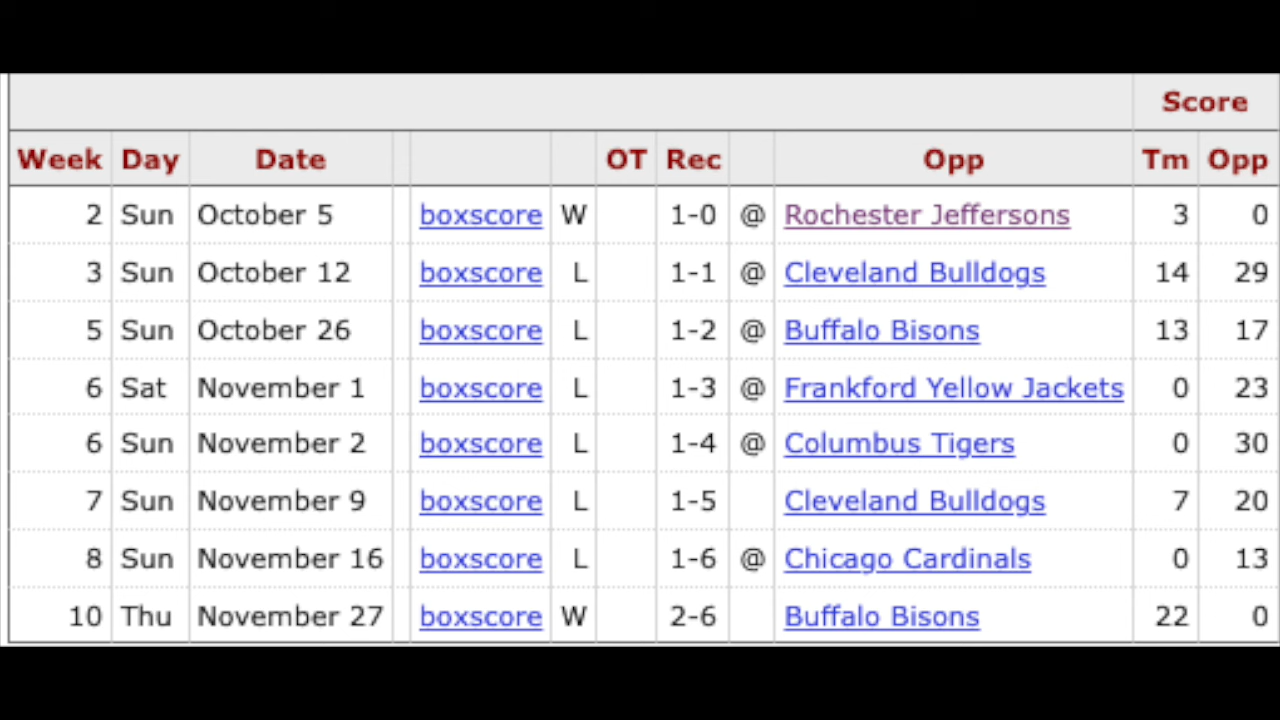 Score
Week Day Date OT Rec Opp Tm Opp
2 Sun October 5 boxscore W 1-0 @ Rochester Jeffersons 3 0
3 Sun October 12 boxscore L 1-1 @ Cleveland Bulldogs 14 29
5 Sun October 26 boxscore L 1-2 @ Buffalo Bisons 13 17
6 Sat November 1 boxscore L 1-3 @ Frankford Yellow Jackets 0 23
6 Sun November 2 boxscore L 1-4 @ Columbus Tigers 0 30
7 Sun November 9 boxscore L 1-5 Cleveland Bulldogs 7 20
8 Sun November 16 boxscore L 1-6 @ Chicago Cardinals 0 13
10 Thu November 27 boxscore W 2-6 Buffalo Bisons 22 0